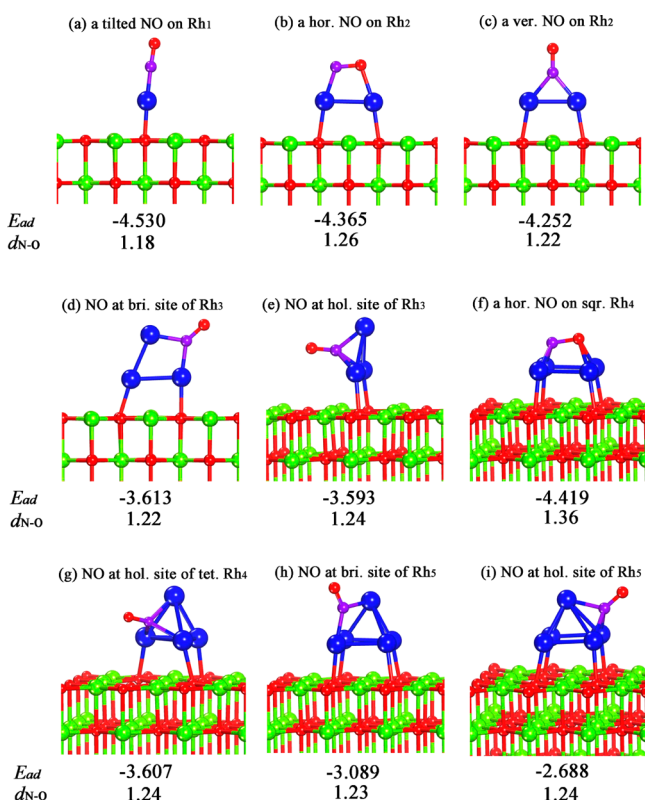 (a) a tilted NO on Rh1
(b) a hor. NO on Rh2
(c) a ver. NO on Rh2
Ead -4.530 -4.365 -4.252
dN-O 1.18 1.26 1.22
(d) NO at bri. site of Rh3
(e) NO at hol. site of Rh3
(f) a hor. NO on sqr. Rh4
Ead -3.613 -3.593 -4.419
dN-O 1.22 1.24 1.36
(g) NO at hol. site of tet. Rh4
(h) NO at bri. site of Rh5
(i) NO at hol. site of Rh5
Ead -3.607 -3.089 -2.688
dN-O 1.24 1.23 1.24